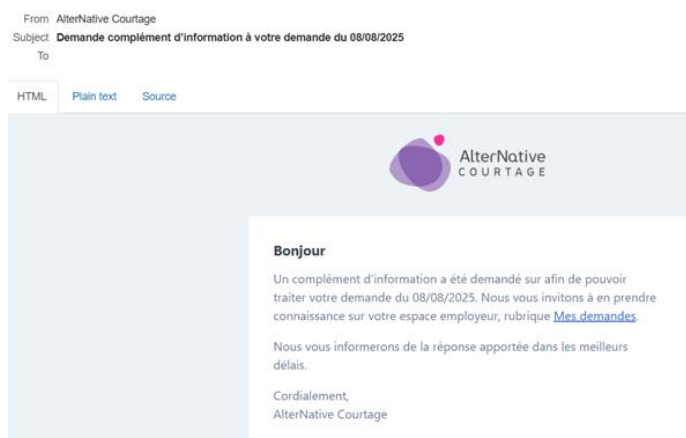 From AlterNative Courtage
Subject Demande complément d'information à votre demande du 08/08/2025
To
HTML Plain text Source
AlterNative
COURTAGE
Bonjour
Un complément d'information a été demandé sur afin de pouvoir
traiter votre demande du 08/08/2025. Nous vous invitons à en prendre
connaissance sur votre espace employeur, rubrique Mes demandes.
Nous vous informerons de la réponse apportée dans les meilleurs
délais.
Cordialement,
AlterNative Courtage